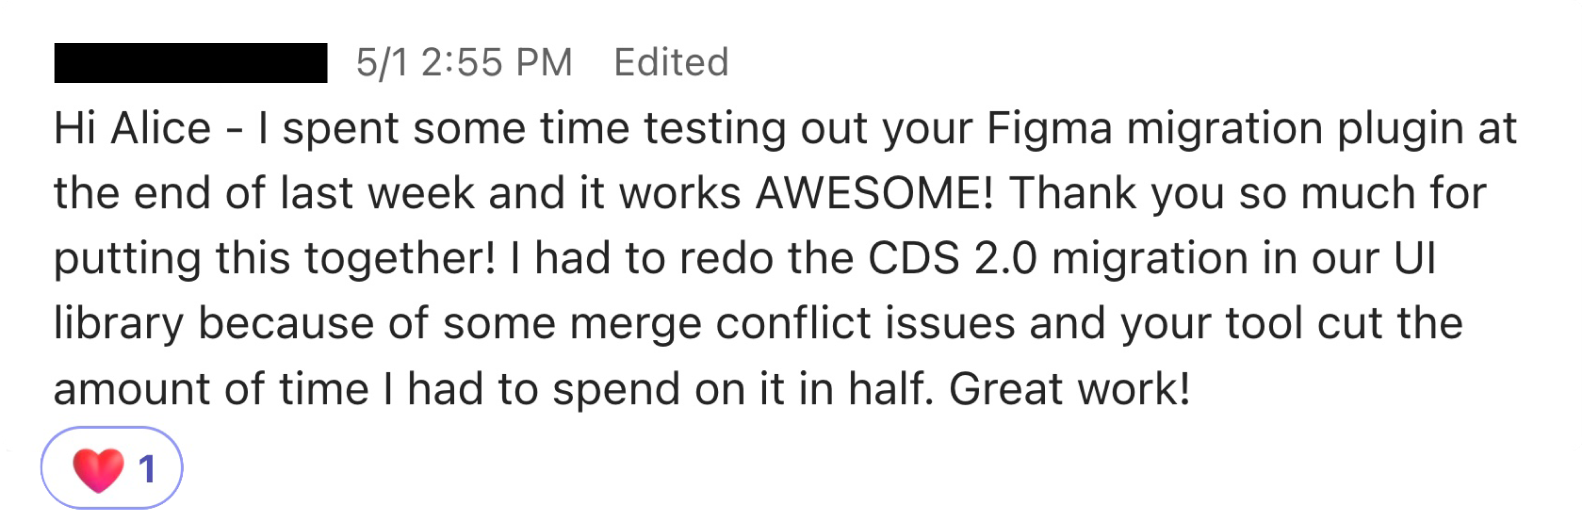 5/1 2:55 PM Edited
Hi Alice - I spent some time testing out your Figma migration plugin at
the end of last week and it works AWESOME! Thank you so much for
putting this together! I had to redo the CDS 2.0 migration in our UI
library because of some merge conflict issues and your tool cut the
amount of time I had to spend on it in half. Great work!
1